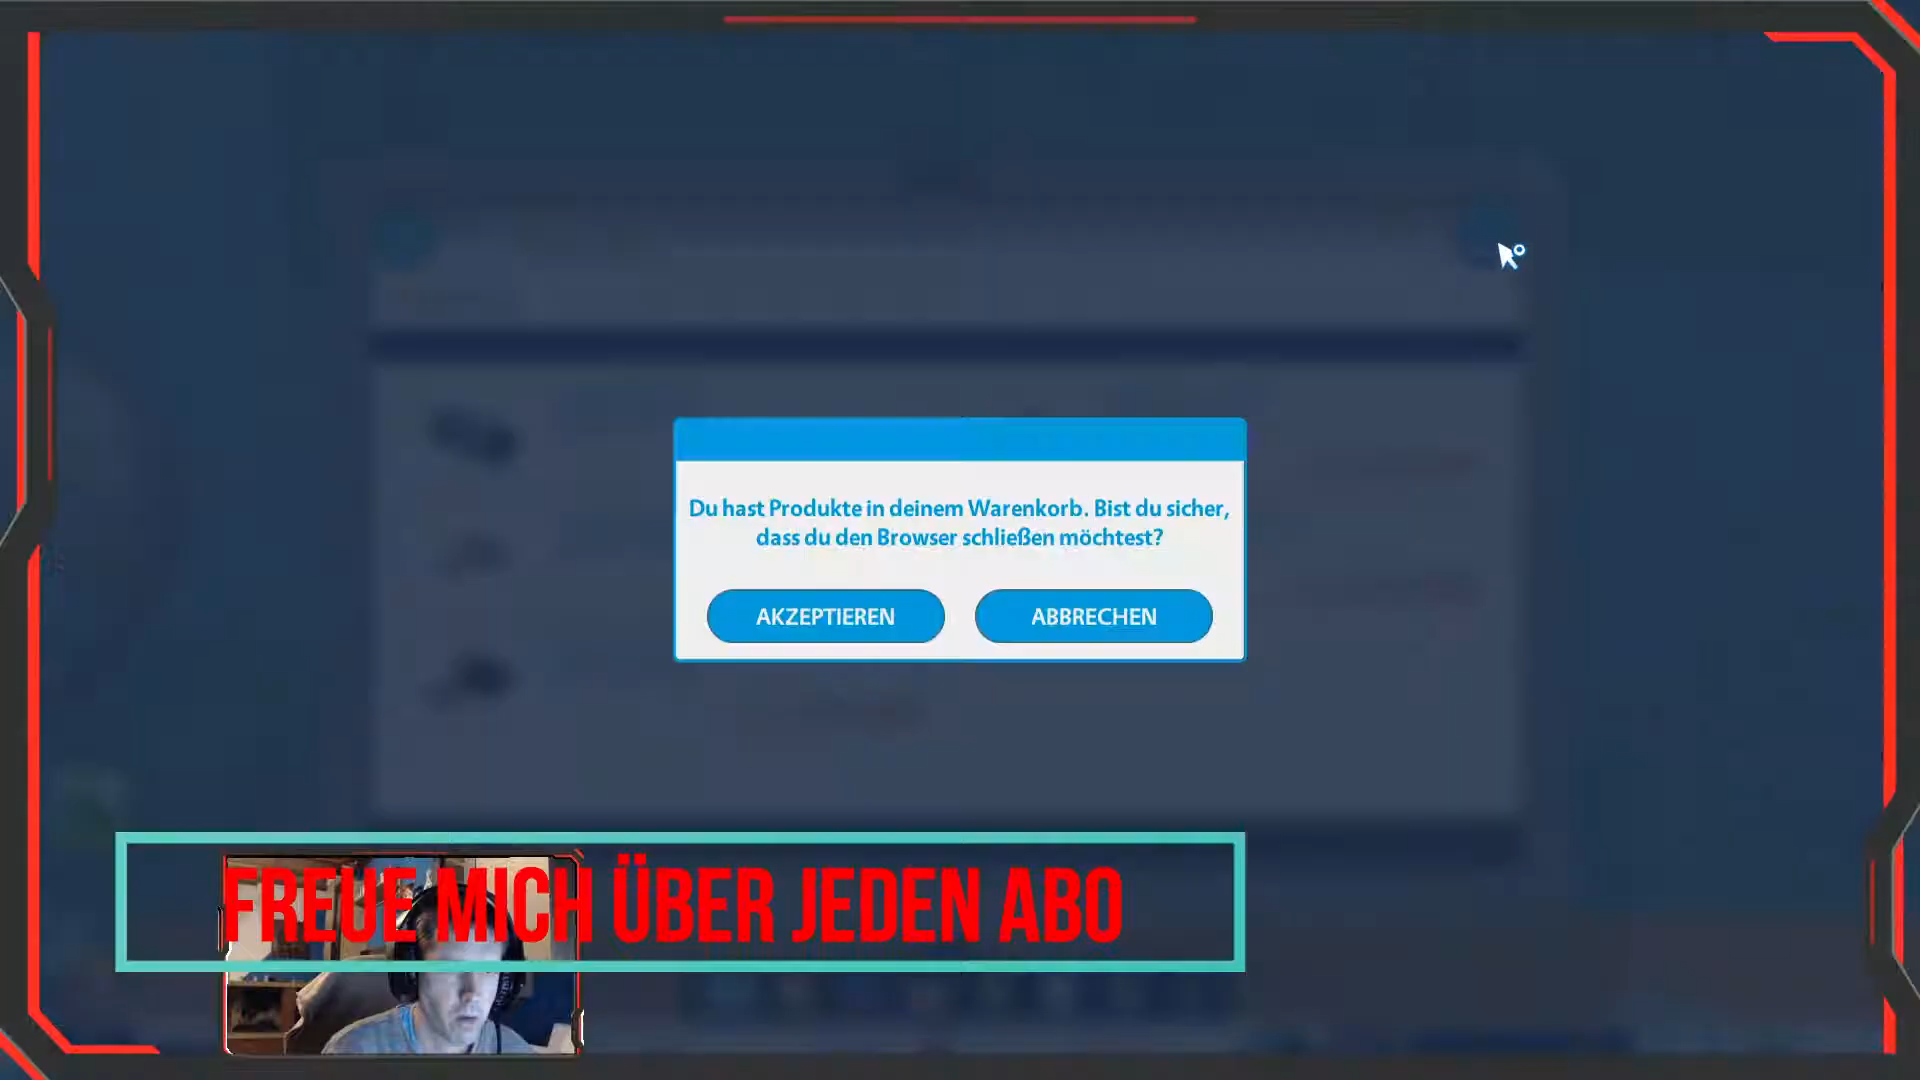 Du hast Produkte in deinem Warenkorb. Bist du sicher,
dass du den Browser schließen möchtest?
AKZEPTIEREN
ABBRECHEN
FREUE MICH ÜBER JEDEN ABO